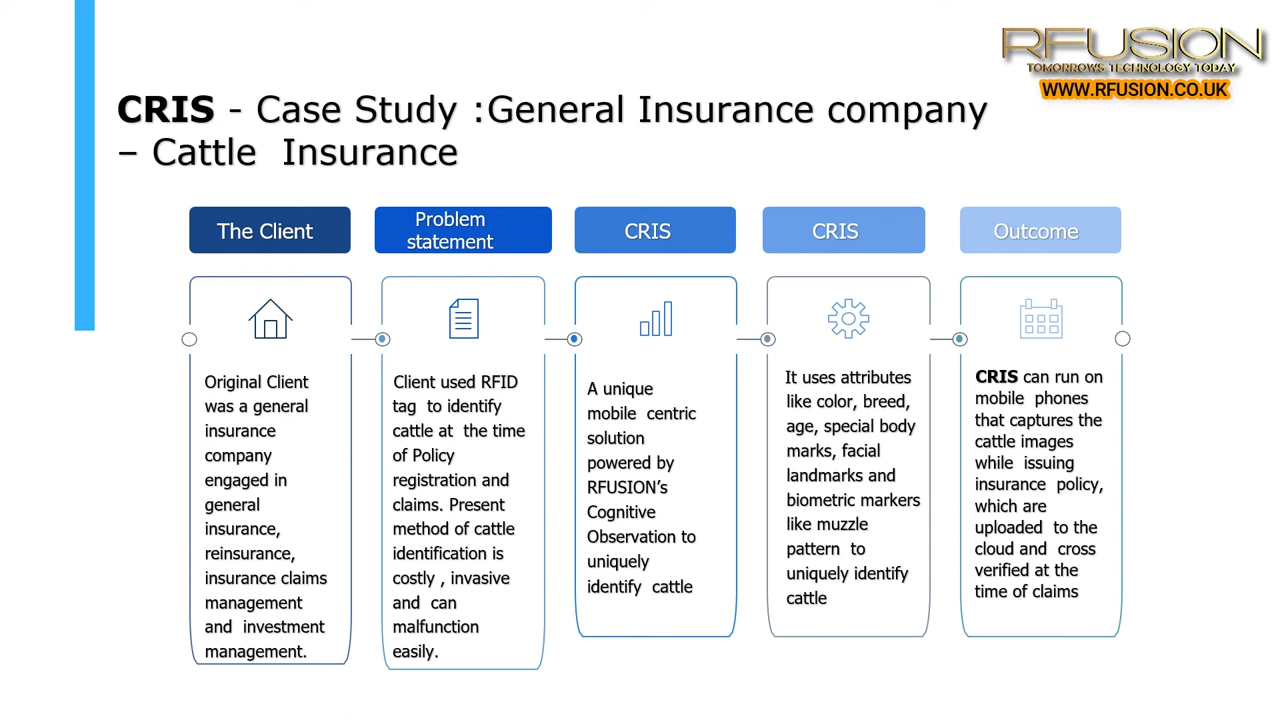 RFUSION
TOMORROWS TECHNOLOGY TODAY
WWW.RFUSION.CO.UK
CRIS - Case Study :General Insurance company
– Cattle Insurance
The Client
Original Client
was a general
insurance
company
engaged in
general
insurance,
reinsurance,
insurance claims
management
and investment
management.
Problem
statement
Client used RFID
tag to identify
cattle at the time
of Policy
registration and
claims. Present
method of cattle
identification is
costly , invasive
and can
malfunction
easily.
CRIS
A unique
mobile centric
solution
powered by
RFUSION’s
Cognitive
Observation to
uniquely
identify cattle
CRIS
It uses attributes
like color, breed,
age, special body
marks, facial
landmarks and
biometric markers
like muzzle
pattern to
uniquely identify
cattle
Outcome
CRIS can run on
mobile phones
that captures the
cattle images
while issuing
insurance policy,
which are
uploaded to the
cloud and cross
verified at the
time of claims